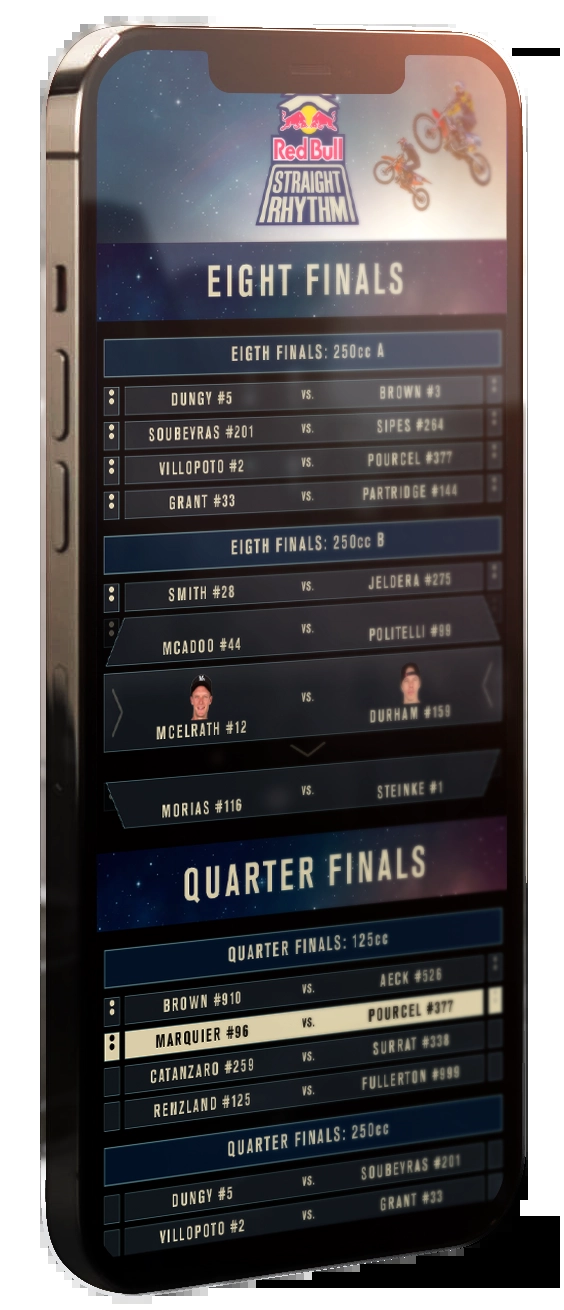 Red Bull
STRAIGHT
RHYTHM
EIGHT FINALS
EIGTH FINALS: 250cc A
DUNGY #5 VS. BROWN #3
SOUBEYRAS #201 VS. SIPES #264
VILLOPOTO #2 VS. POURCEL #377
GRANT #33 VS. PARTRIDGE #144
EIGTH FINALS: 250cc B
SMITH #28 VS. JELDERA #275
MCADOO #44 VS. POLITELLI #99
MCELRATH #12 VS. DURHAM #159
MORIAS #116 VS. STEINKE #1
QUARTER FINALS
QUARTER FINALS: 125cc
BROWN #910 VS. AECK #526
MARQUIER #96 VS. POURCEL #377
CATANZARO #259 VS. SURRAT #338
RENZLAND #125 VS. FULLERTON #999
QUARTER FINALS: 250cc
DUNGY #5 VS. SOUBEYRAS #201
VILLOPOTO #2 VS. GRANT #33